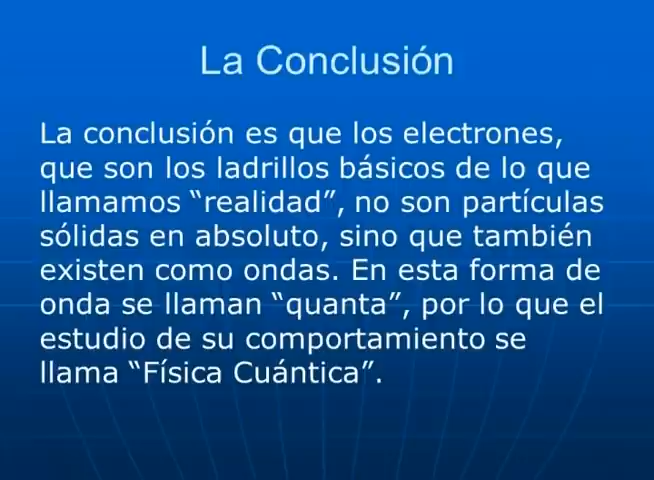 La Conclusión
La conclusión es que los electrones,
que son los ladrillos básicos de lo que
llamamos “realidad”, no son partículas
sólidas en absoluto, sino que también
existen como ondas. En esta forma de
onda se llaman “quanta”, por lo que el
estudio de su comportamiento se
llama “Física Cuántica”.